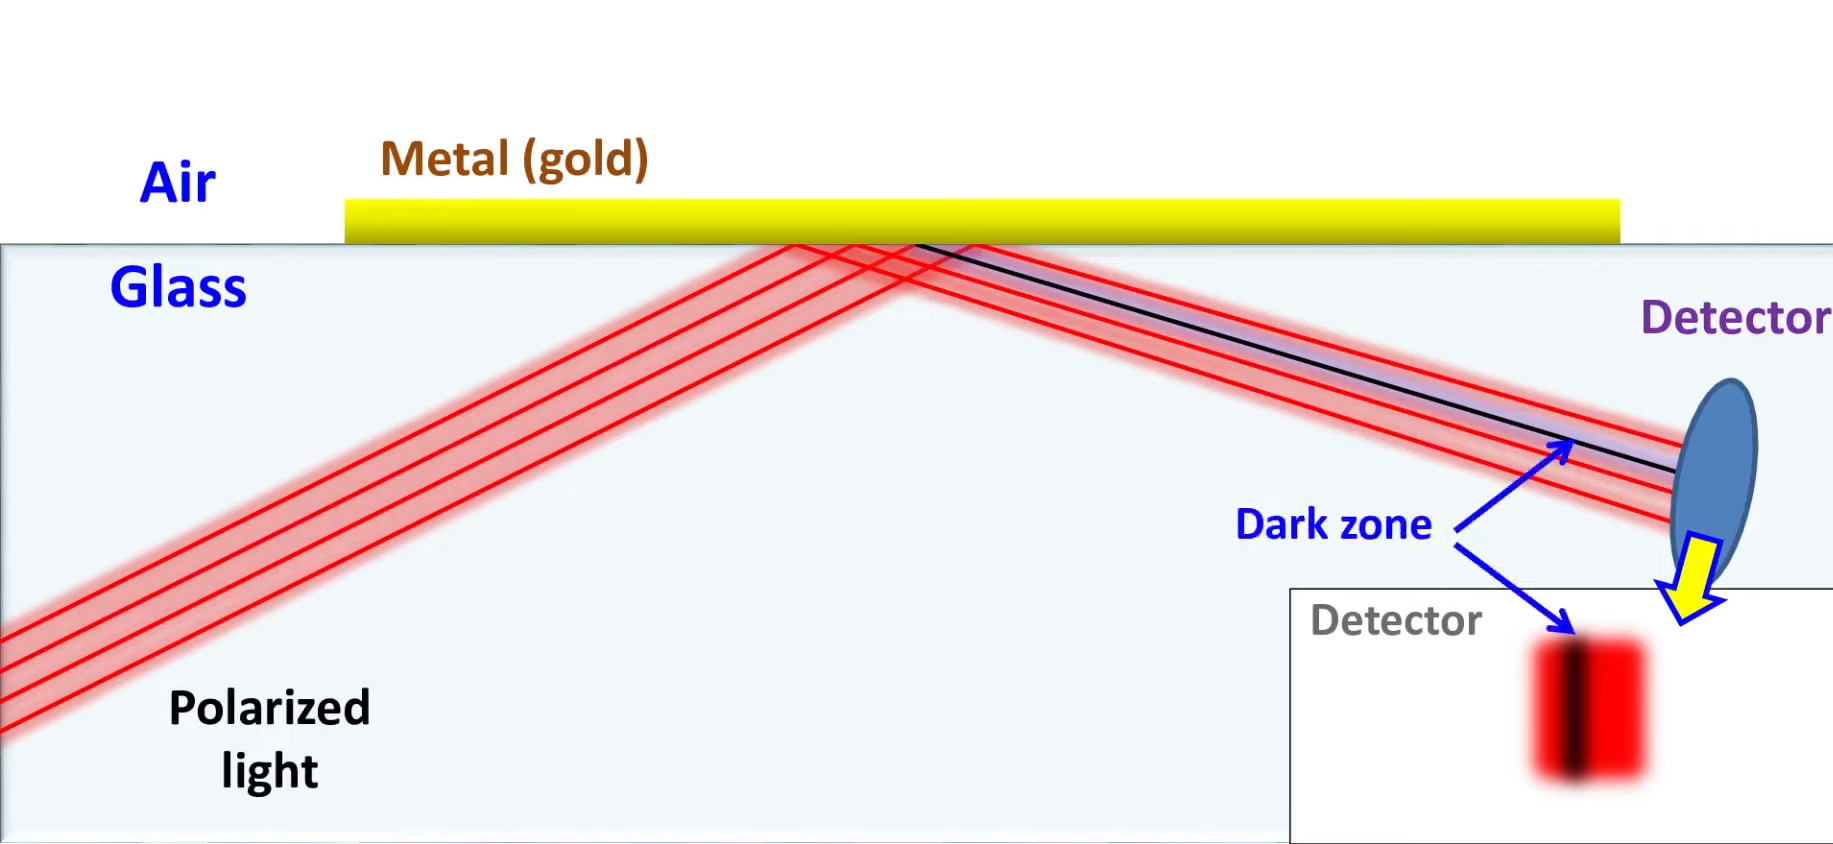 Metal (gold)
Air
Glass
Detector
Dark zone
Detector
Polarized
light